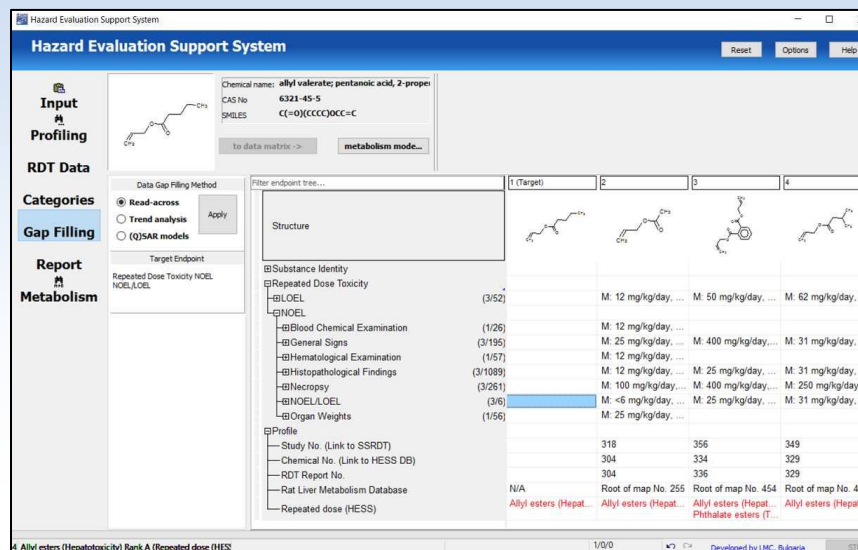 Hazard Evaluation Support System
Hazard Evaluation Support System
Reset Options Help
Input
Profiling
RDT Data
Categories
Gap Filling
Report
Metabolism
Chemical name: allyl valerate; pentanoic acid, 2-proper
CAS No 6321-45-5
SMILES C(=O)(CCCC)OCC=C
to data matrix -> metabolism mode...
Data Gap Filling Method
Read-across
Trend analysis
(Q)SAR models
Apply
Target Endpoint
Repeated Dose Toxicity NOEL
NOEL/LOEL
Filter endpoint tree... 1 (Target) 2 3 4
Structure
Substance Identity
Repeated Dose Toxicity
LOEL (3/52) M: 12 mg/kg/day, ... M: 50 mg/kg/day, ... M: 62 mg/kg/day,
NOEL
Blood Chemical Examination (1/26) M: 12 mg/kg/day, ...
General Signs (3/195) M: 25 mg/kg/day, ... M: 400 mg/kg/day,... M: 31 mg/kg/day,
Hematological Examination (1/57) M: 12 mg/kg/day, ...
Histopathological Findings (3/1089) M: 12 mg/kg/day, ... M: 25 mg/kg/day, ... M: 31 mg/kg/day,
Necropsy (3/261) M: 100 mg/kg/day,... M: 400 mg/kg/day,... M: 250 mg/kg/day
NOEL/LOEL (3/6) M: <6 mg/kg/day, ... M: 25 mg/kg/day, ... M: 31 mg/kg/day,
Organ Weights (1/56) M: 25 mg/kg/day, ...
Profile
Study No. (Link to SSRDT) 318 356 349
Chemical No. (Link to HESS DB) 304 334 329
RDT Report No. 304 336 329
Rat Liver Metabolism Database N/A Root of map No. 255 Root of map No. 454 Root of map No. 4
Repeated dose (HESS) Allyl esters (Hepat... Allyl esters (Hepat... Allyl esters (Hepat... Allyl esters (Hepat
Phthalate esters (T...
4 Allyl esters (Hepatotoxicity) Rank A (Repeated dose (HES 1/0/0 Developed by LMC, Bulgaria